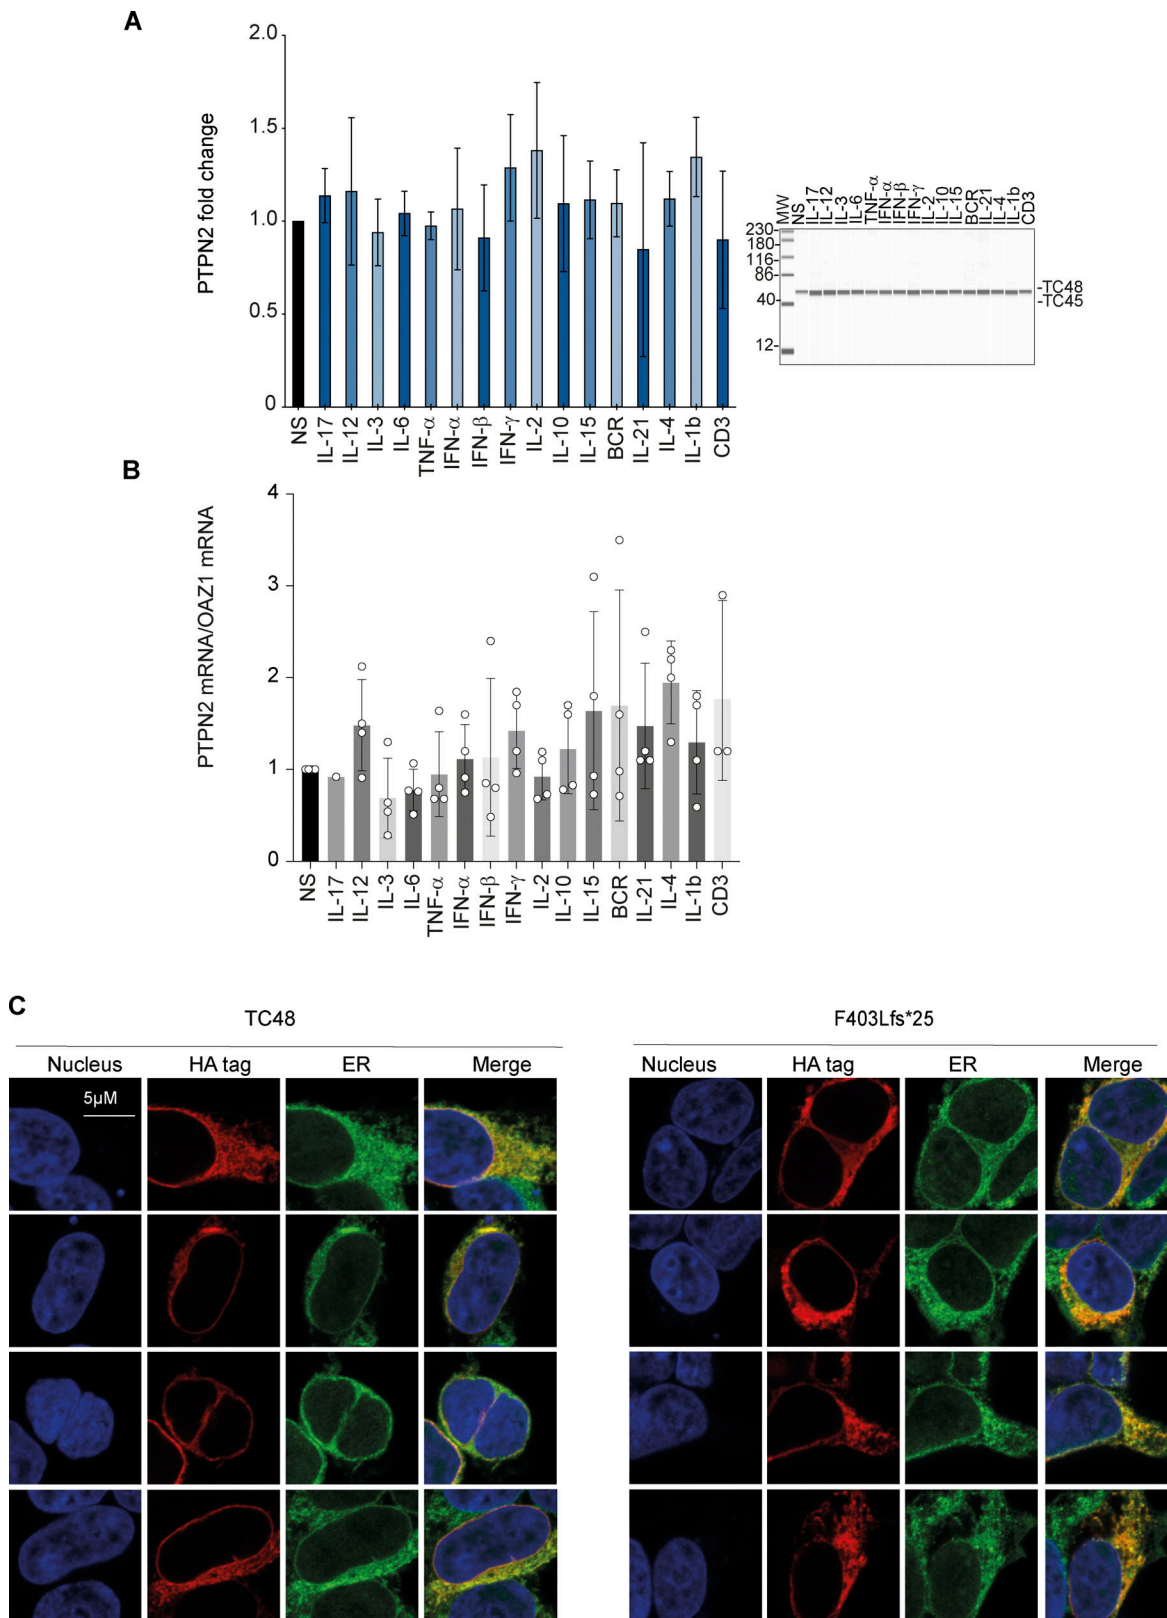 A
PTPN2 fold change
2.0
1.5
1.0
0.5
0
NS
IL-17
IL-12
IL-3
IL-6
TNF-α
IFN-α
IFN-β
IFN-γ
IL-2
IL-10
IL-15
BCR
IL-21
IL-4
IL-1b
CD3
MW
NS
IL-17
IL-12
IL-3
IL-6
TNF-α
IFN-α
IFN-β
IFN-γ
IL-2
IL-10
IL-15
BCR
IL-21
IL-4
IL-1b
CD3
230-
180-
116-
86-
40-
12-
-TC48
-TC45
B
PTPN2 mRNA/OAZ1 mRNA
4
3
2
1
0
NS
IL-17
IL-12
IL-3
IL-6
TNF-α
IFN-α
IFN-β
IFN-γ
IL-2
IL-10
IL-15
BCR
IL-21
IL-4
IL-1b
CD3
C
TC48
F403Lfs*25
Nucleus HA tag ER Merge
Nucleus HA tag ER Merge
5μM